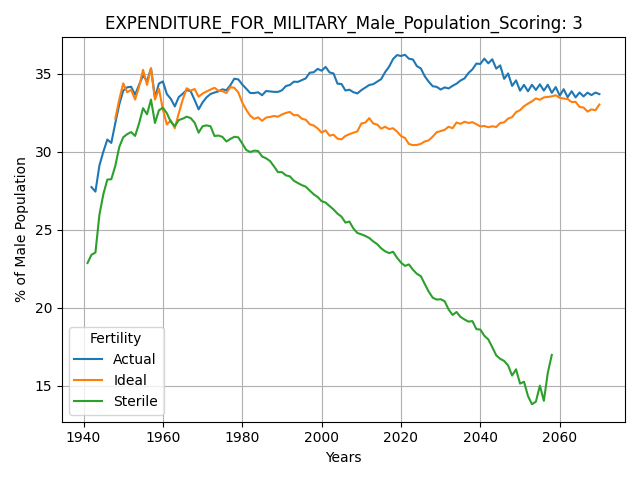 EXPENDITURE_FOR_MILITARY_Male_Population_Scoring: 3
% of Male Population
35
30
25
20
15
Fertility
Actual
Ideal
Sterile
1940 1960 1980 2000 2020 2040 2060
Years